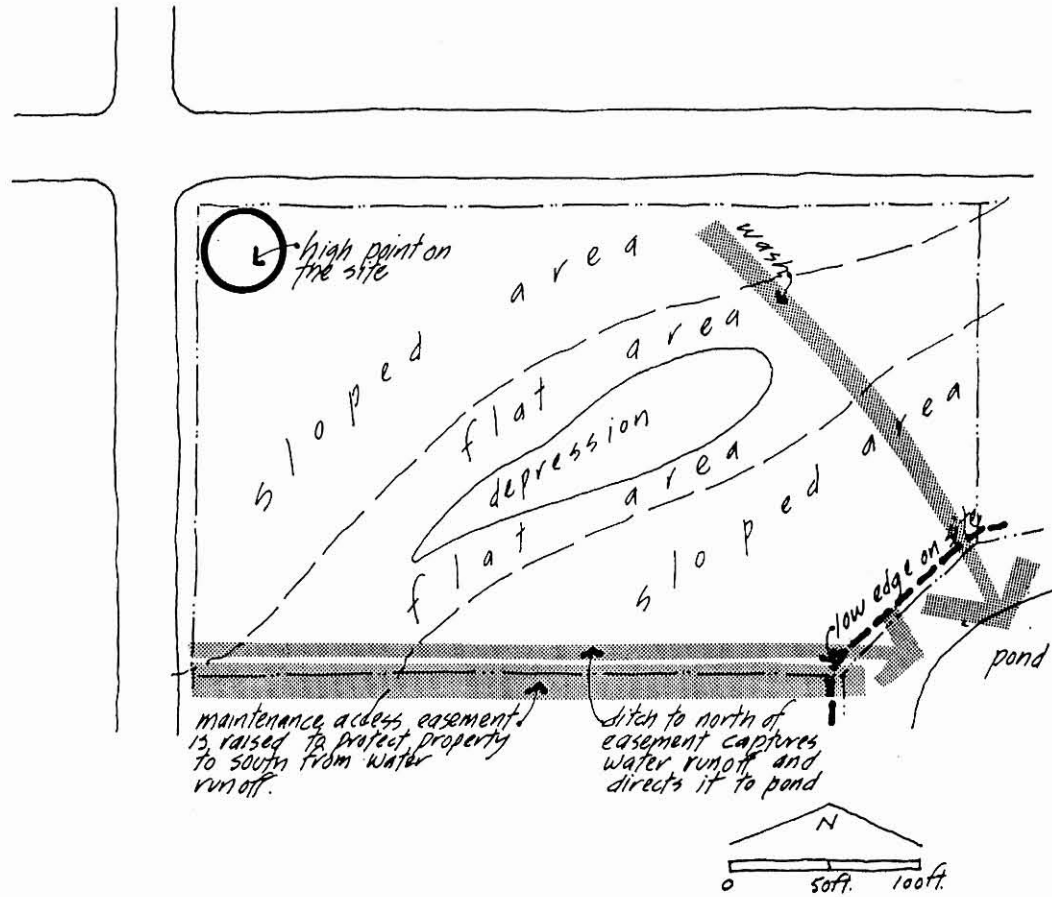 high point on
the site
sloped area
wash
flat area
depression
flat area
sloped area
low edge on site
pond
maintenance access easement
is raised to protect property
to south from water
runoff.
ditch to north of
easement captures
water runoff and
directs it to pond
N
0 50ft. 100ft.